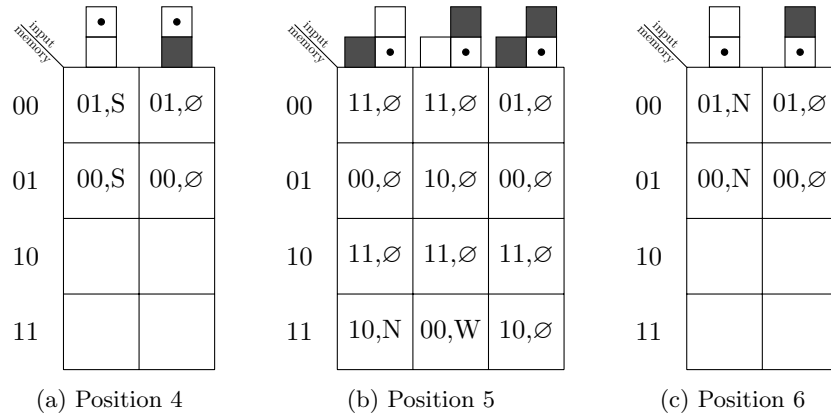 input memory input memory input memory
00 01,S 01,∅ 00 11,∅ 11,∅ 01,∅ 00 01,N 01,∅
01 00,S 00,∅ 01 00,∅ 10,∅ 00,∅ 01 00,N 00,∅
10 10 11,∅ 11,∅ 11,∅ 10
11 11 10,N 00,W 10,∅ 11
(a) Position 4 (b) Position 5 (c) Position 6